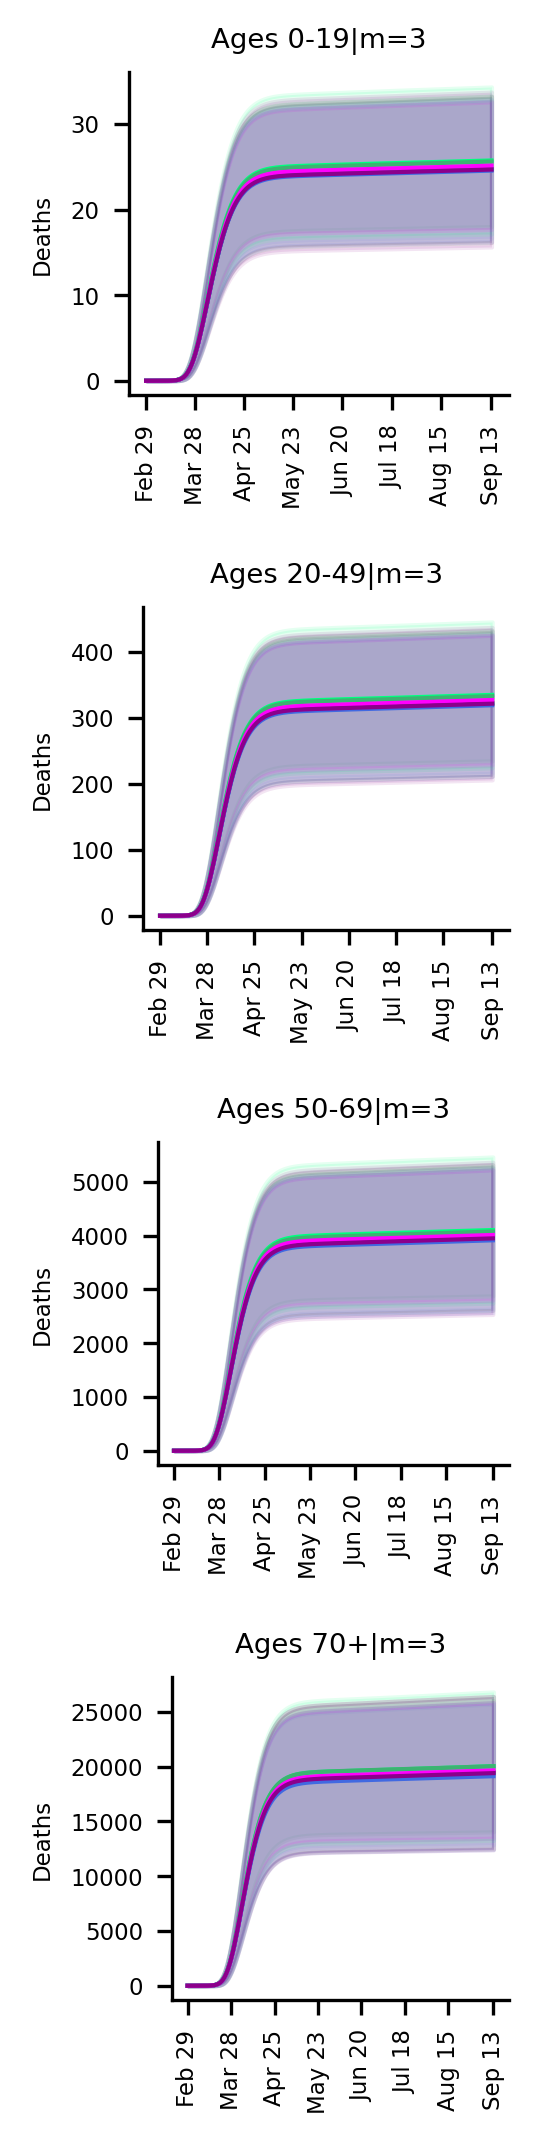 Ages 0-19|m=3
Deaths
30
20
10
0
Feb 29
Mar 28
Apr 25
May 23
Jun 20
Jul 18
Aug 15
Sep 13
Ages 20-49|m=3
Deaths
400
300
200
100
0
Feb 29
Mar 28
Apr 25
May 23
Jun 20
Jul 18
Aug 15
Sep 13
Ages 50-69|m=3
Deaths
5000
4000
3000
2000
1000
0
Feb 29
Mar 28
Apr 25
May 23
Jun 20
Jul 18
Aug 15
Sep 13
Ages 70+|m=3
Deaths
25000
20000
15000
10000
5000
0
Feb 29
Mar 28
Apr 25
May 23
Jun 20
Jul 18
Aug 15
Sep 13